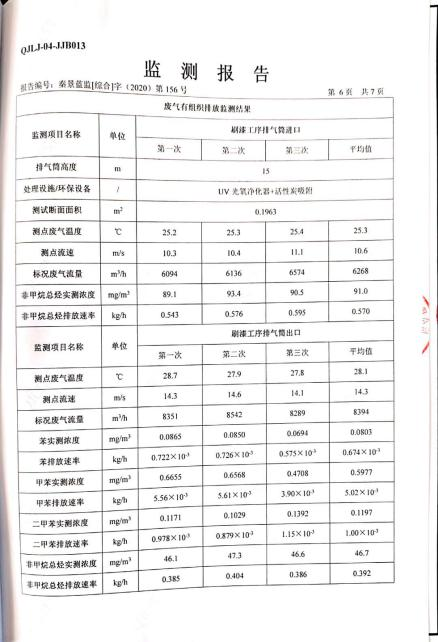 QJLJ-04-JJB013
监 测 报 告
报告编号：秦景蓝监[综合]字（2020）第 156 号 第 6 页 共 7 页
废气有组织排放监测结果
监测项目名称 单位 刷漆工序排气筒进口
第一次 第二次 第三次 平均值
排气筒高度 m 15
处理设施/环保设备 / UV 光氧净化器+活性炭吸附
测试断面面积 m² 0.1963
测点废气温度 ℃ 25.2 25.3 25.4 25.3
测点流速 m/s 10.3 10.4 11.1 10.6
标况废气流量 m³/h 6094 6136 6574 6268
非甲烷总烃实测浓度 mg/m³ 89.1 93.4 90.5 91.0
非甲烷总烃排放速率 kg/h 0.543 0.576 0.595 0.570
监测项目名称 单位 刷漆工序排气筒出口
第一次 第二次 第三次 平均值
测点废气温度 ℃ 28.7 27.9 27.8 28.1
测点流速 m/s 14.3 14.6 14.1 14.3
标况废气流量 m³/h 8351 8542 8289 8394
苯实测浓度 mg/m³ 0.0865 0.0850 0.0694 0.0803
苯排放速率 kg/h 0.722×10⁻³ 0.726×10⁻³ 0.575×10⁻³ 0.674×10⁻³
甲苯实测浓度 mg/m³ 0.6655 0.6568 0.4708 0.5977
甲苯排放速率 kg/h 5.56×10⁻³ 5.61×10⁻³ 3.90×10⁻³ 5.02×10⁻³
二甲苯实测浓度 mg/m³ 0.1171 0.1029 0.1392 0.1197
二甲苯排放速率 kg/h 0.978×10⁻³ 0.879×10⁻³ 1.15×10⁻³ 1.00×10⁻³
非甲烷总烃实测浓度 mg/m³ 46.1 47.3 46.6 46.7
非甲烷总烃排放速率 kg/h 0.385 0.404 0.386 0.392